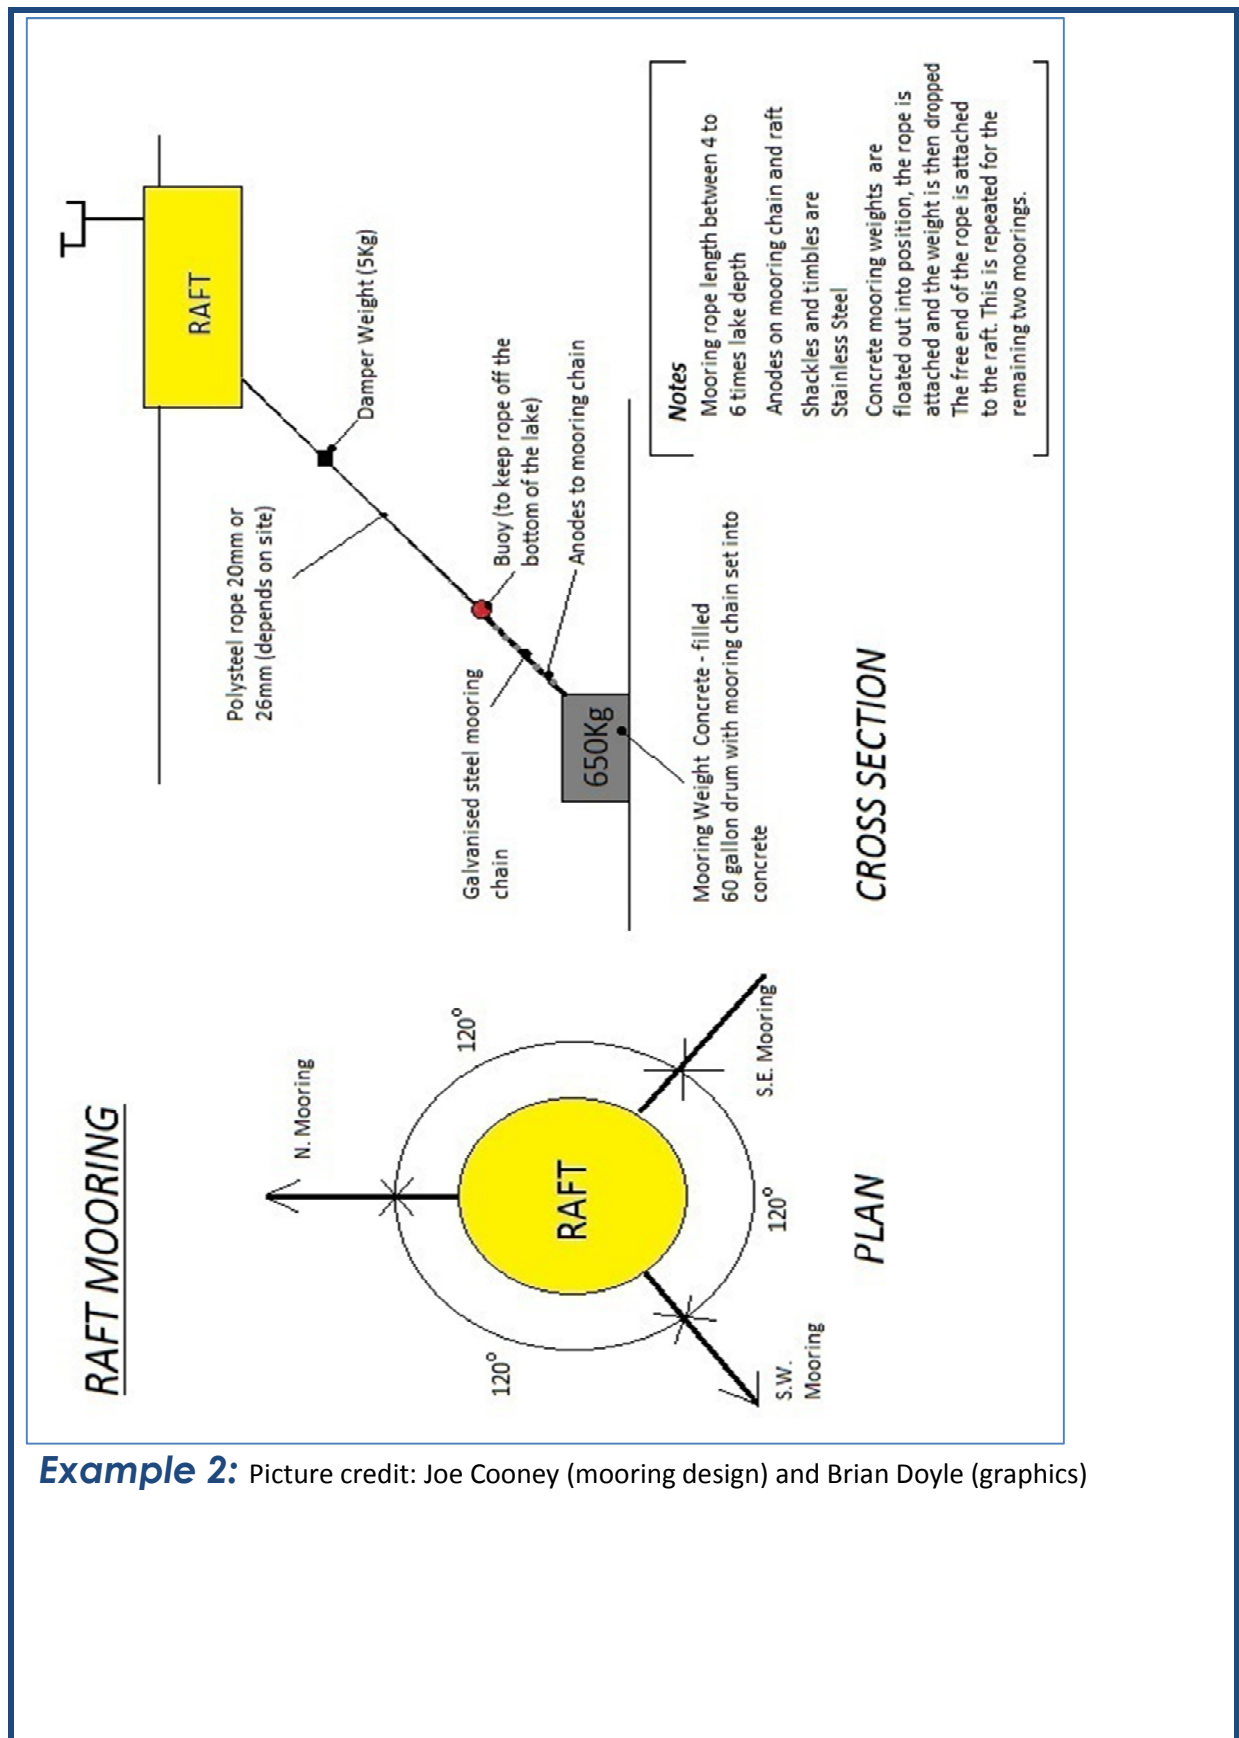 RAFT MOORING
N. Mooring
120°
120°
RAFT
S.W.
Mooring
120°
S.E. Mooring
PLAN
RAFT
Polysteel rope 20mm or
26mm (depends on site)
Damper Weight (5Kg)
Galvanised steel mooring
chain
Buoy (to keep rope off the
bottom of the lake)
Anodes to mooring chain
650Kg
Mooring Weight Concrete - filled
60 gallon drum with mooring chain set into
concrete
CROSS SECTION
Notes
Mooring rope length between 4 to
6 times lake depth
Anodes on mooring chain and raft
Shackles and timbles are
Stainless Steel
Concrete mooring weights are
floated out into position, the rope is
attached and the weight is then dropped
The free end of the rope is attached
to the raft. This is repeated for the
remaining two moorings.
Example 2: Picture credit: Joe Cooney (mooring design) and Brian Doyle (graphics)